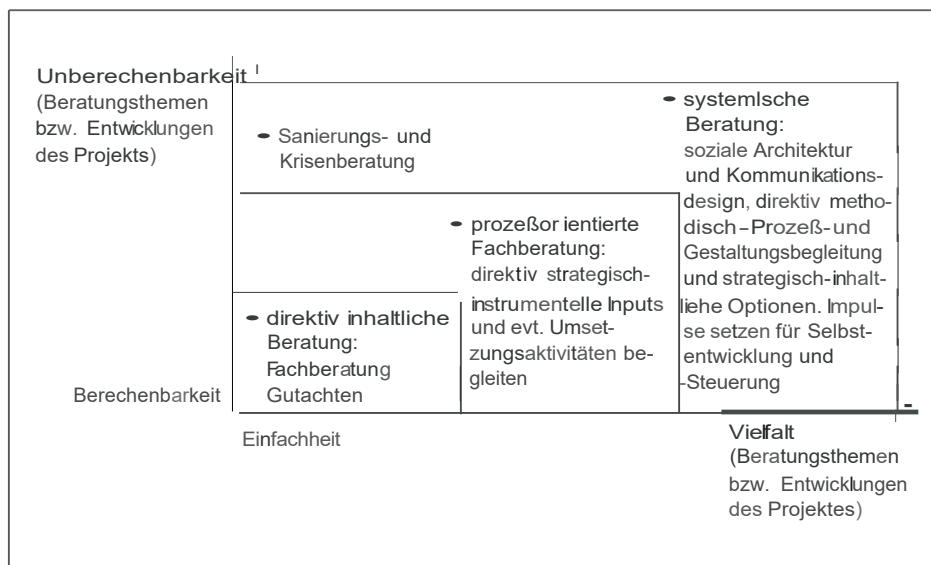 Unberechenbarkeit
(Beratungsthemen
bzw. Entwicklungen
des Projekts)
• Sanierungs- und
Krisenberatung
• systemIsche
Beratung:
soziale Architektur
und Kommunikations-
design, direktiv metho-
disch-Prozeß-und
Gestaltungsbegleitung
und strategisch-inhalt-
liehe Optionen. Impul-
se setzen für Selbst-
entwicklung und
-Steuerung
• prozeßor ientierte
Fachberatung:
direktiv strategisch-
instrumentelle Inputs
und evt. Umset-
zungsaktivitäten be-
gleiten
• direktiv inhaltliche
Beratung:
Fachberatung
Gutachten
Berechenbarkeit
Einfachheit
Vielfalt
(Beratungsthemen
bzw. Entwicklungen
des Projektes)